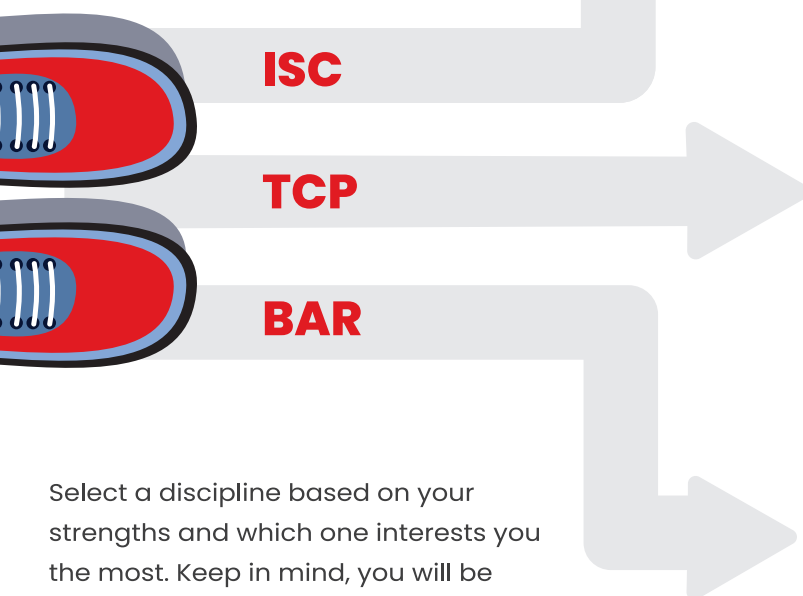 ISC
TCP
BAR
Select a discipline based on your
strengths and which one interests you
the most. Keep in mind, you will be